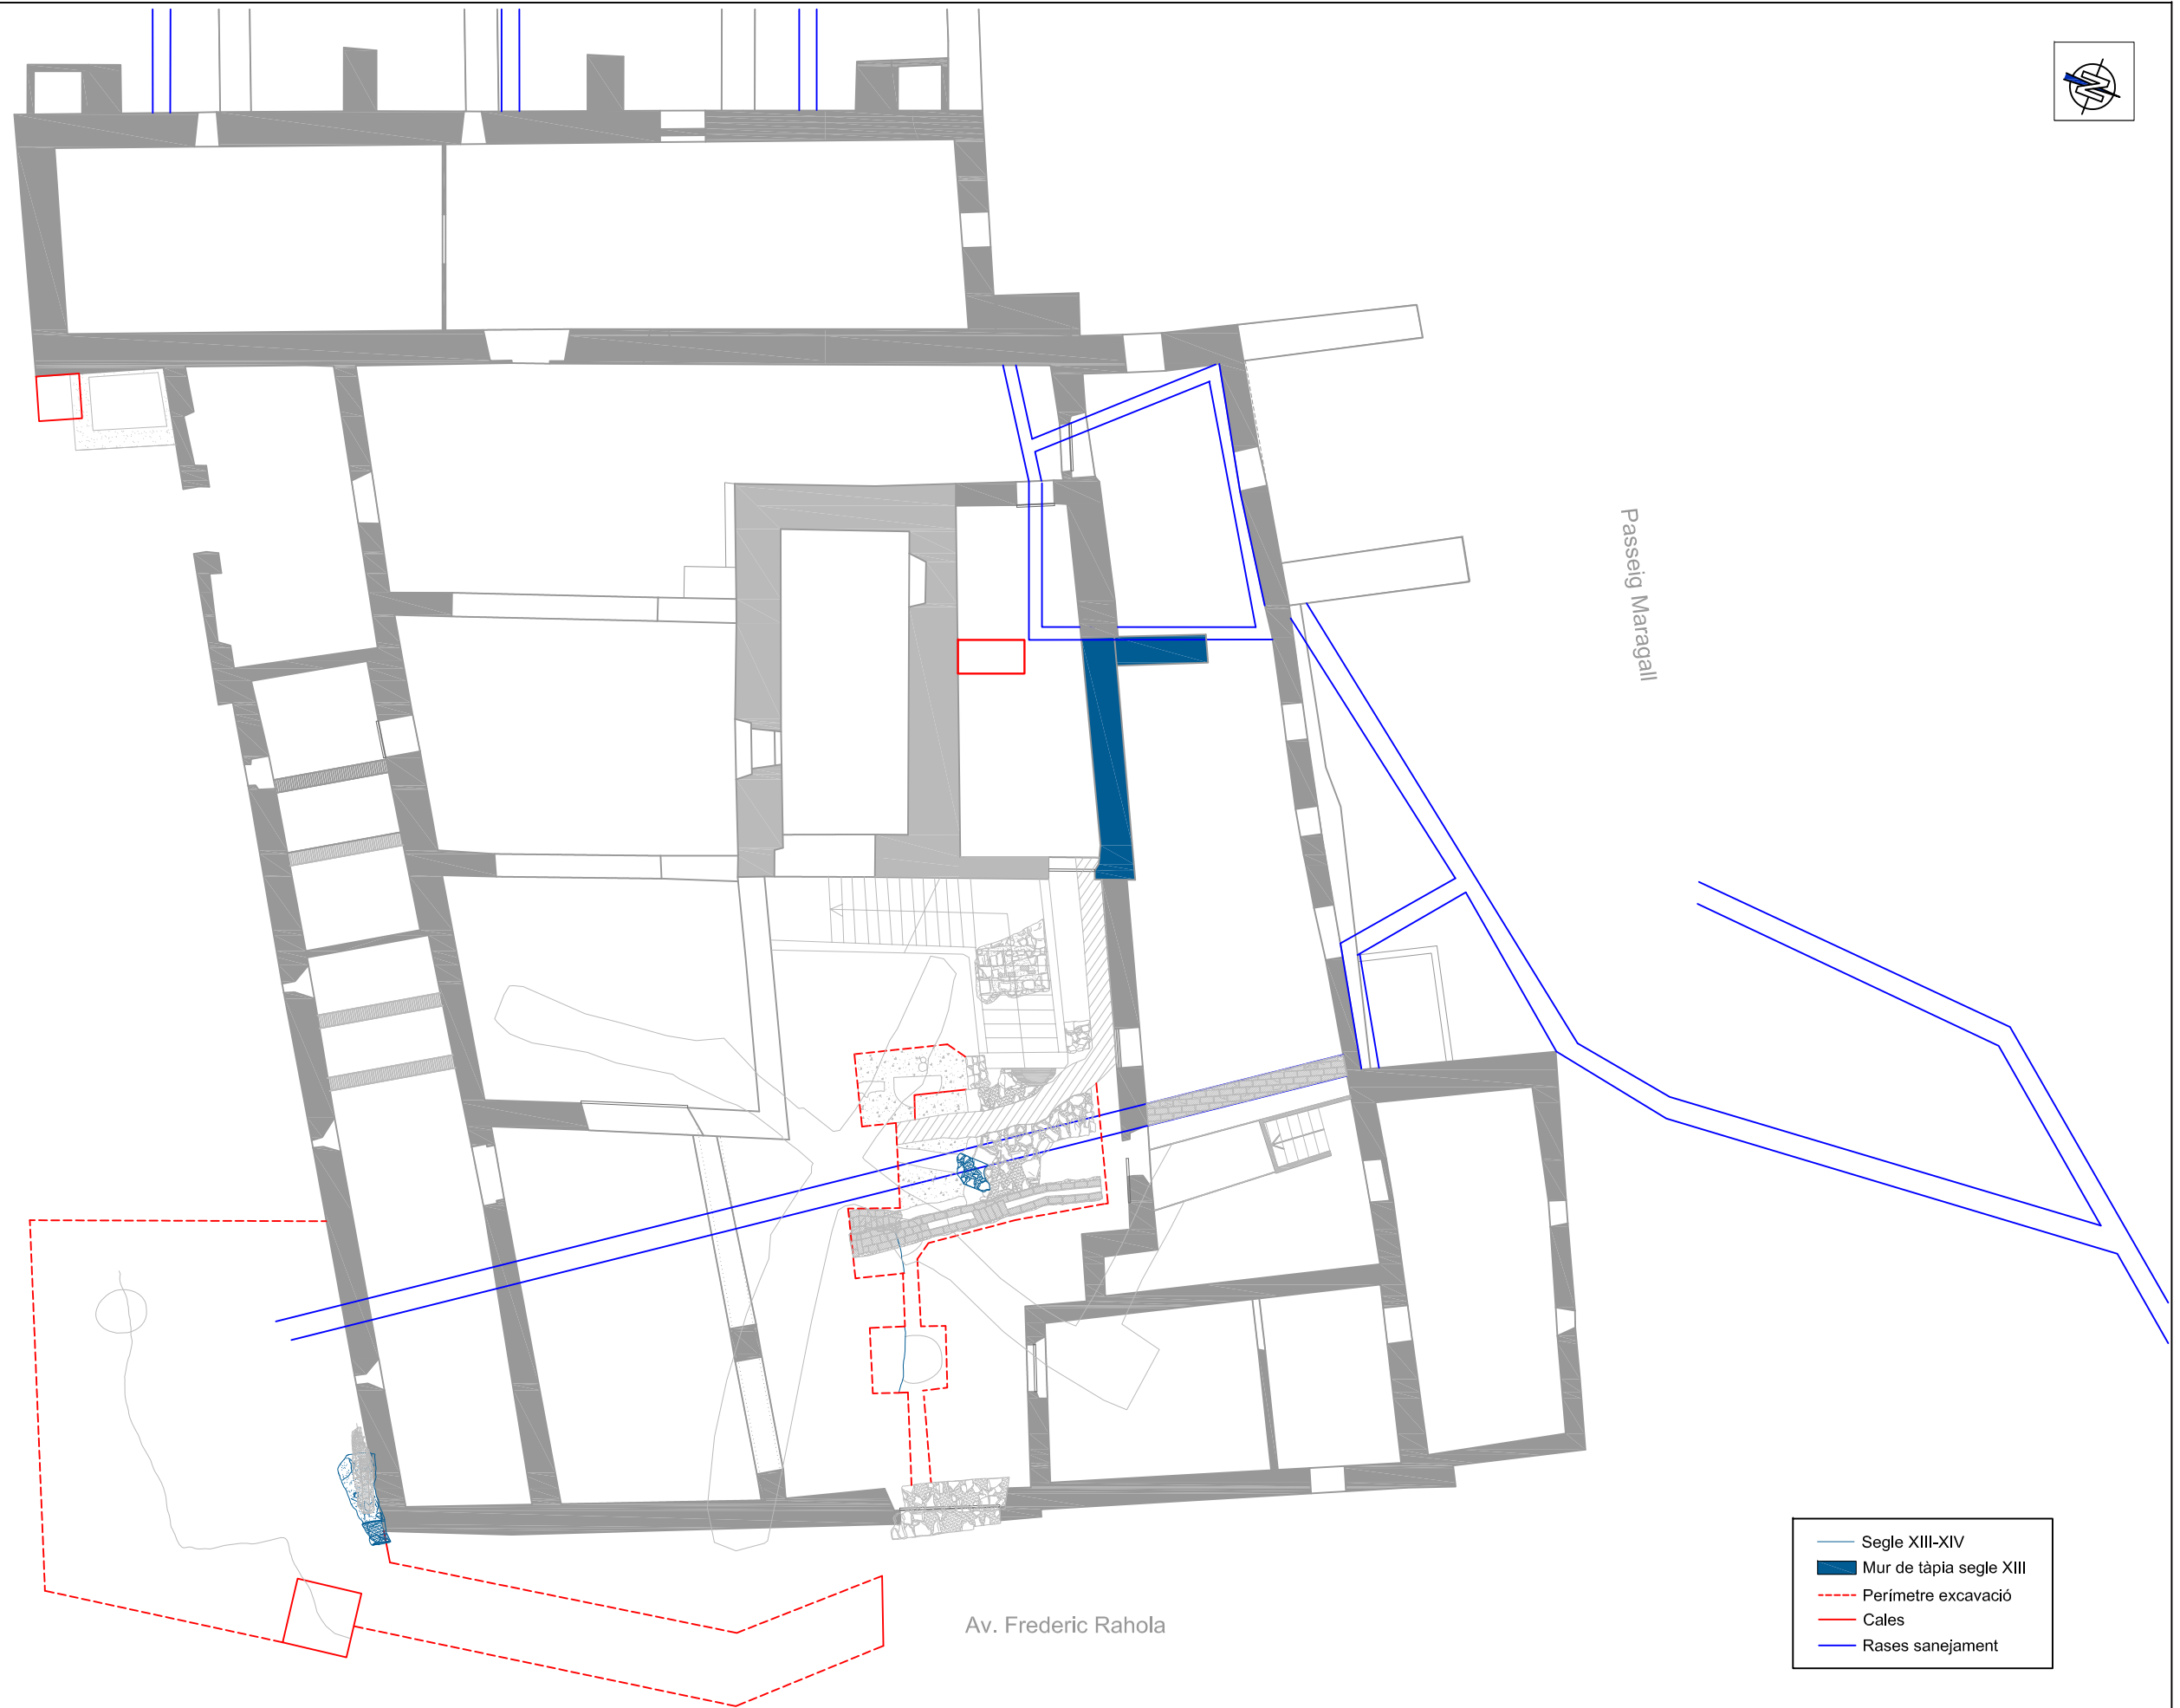 Passeig Maragall
Av. Frederic Rahola
Segle XIII-XIV
Mur de tàpia segle XIII
Perímetre excavació
Cales
Rases sanejament
N